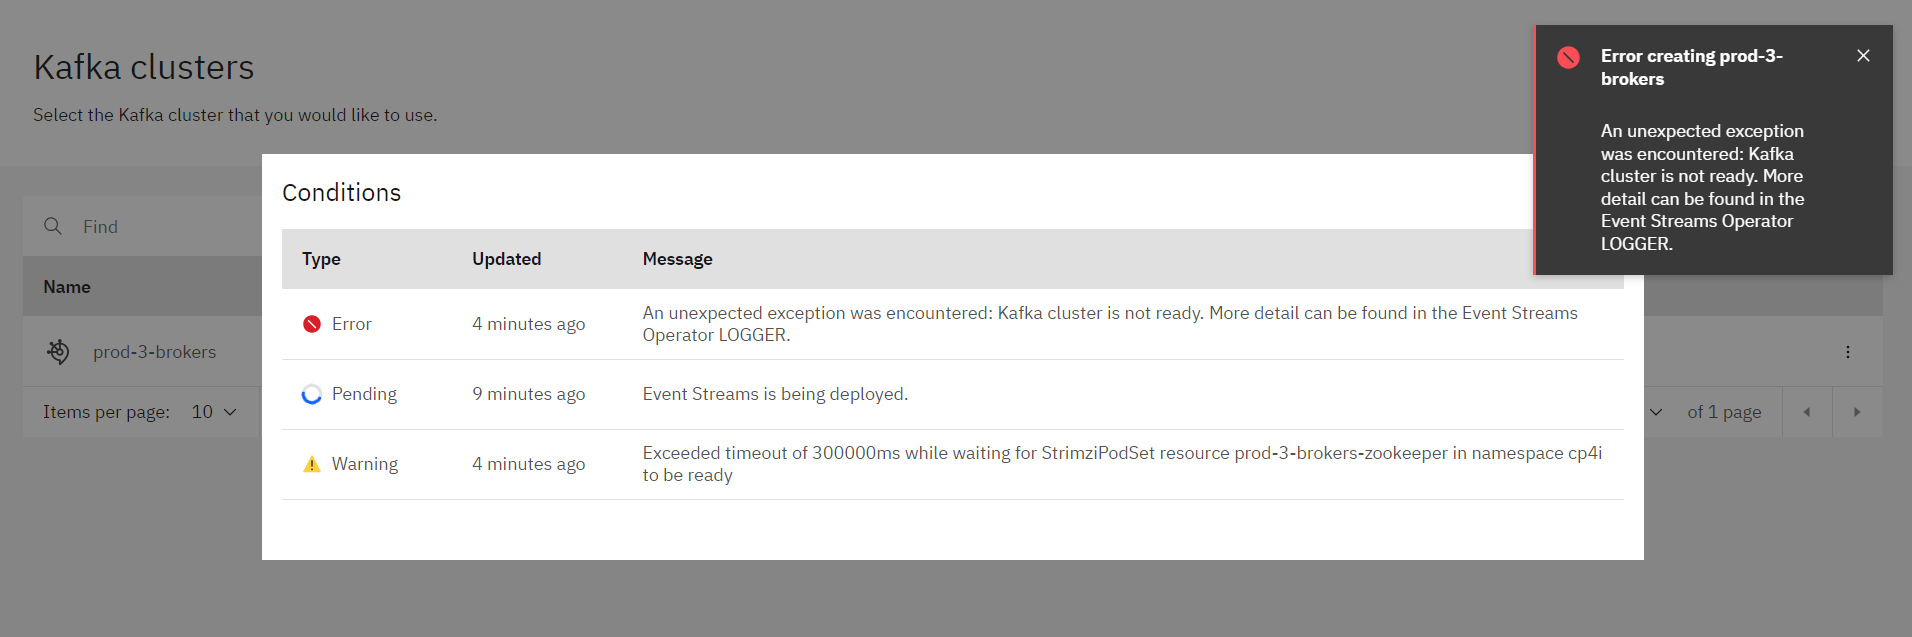 Kafka clusters
Select the Kafka cluster that you would like to use.
Find
Name
prod-3-brokers
Items per page: 10
of 1 page
Conditions
Type Updated Message
Error 4 minutes ago An unexpected exception was encountered: Kafka cluster is not ready. More detail can be found in the Event Streams
Operator LOGGER.
Pending 9 minutes ago Event Streams is being deployed.
Warning 4 minutes ago Exceeded timeout of 300000ms while waiting for StrimziPodSet resource prod-3-brokers-zookeeper in namespace cp4i
to be ready
Error creating prod-3-
brokers
An unexpected exception
was encountered: Kafka
cluster is not ready. More
detail can be found in the
Event Streams Operator
LOGGER.